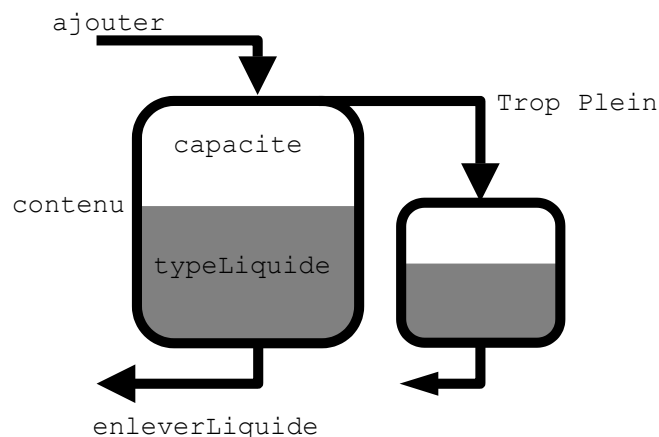 ajouter
Trop Plein
capacite
contenu
typeLiquide
enleverLiquide